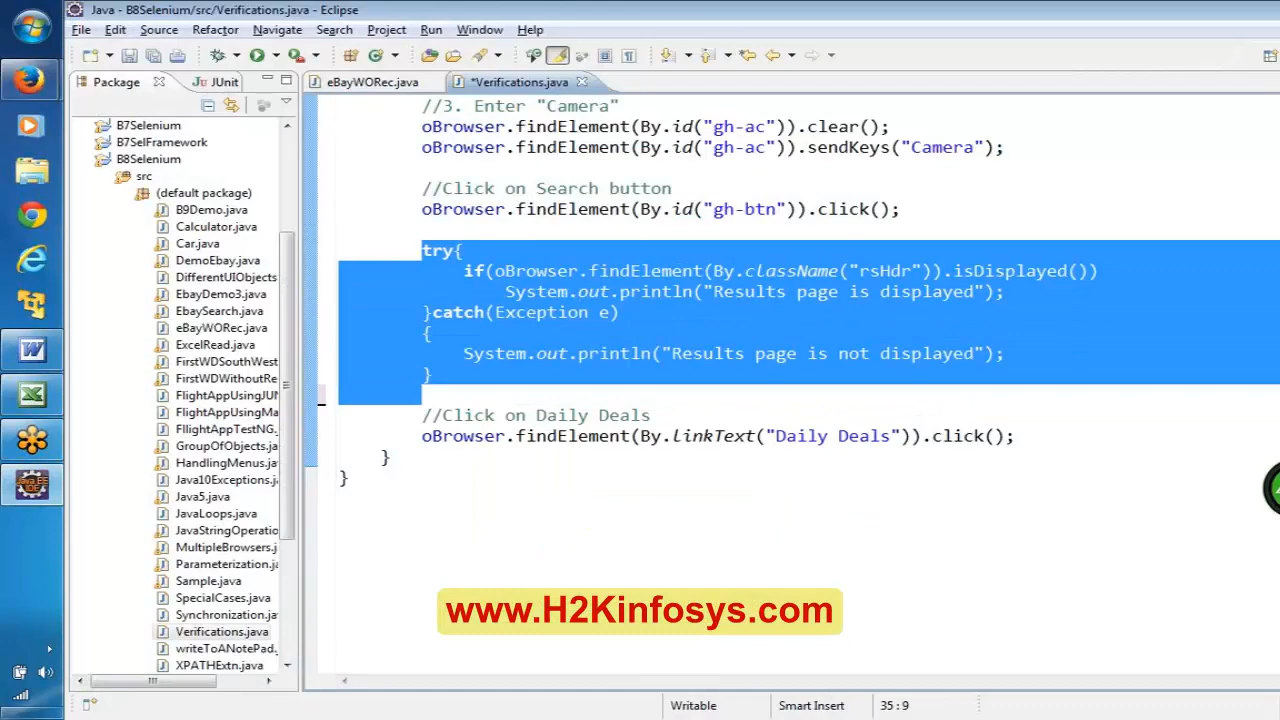 Java - B8Selenium/src/Verifications.java - Eclipse
File Edit Source Refactor Navigate Search Project Run Window Help
Package JUnit
eBayWORec.java *Verifications.java
B7Selenium
B7SelFramework
B8Selenium
src
(default package)
B9Demo.java
Calculator.java
Car.java
DemoEbay.java
DifferentUIObjects
EbayDemo3.java
EbaySearch.java
eBayWORec.java
ExcelRead.java
FirstWDSouthWest
FirstWDWithoutRe
FlightAppUsingJUN
FlightAppUsingMa
FllightAppTestNG.
GroupOfObjects.j
HandlingMenus.ja
Java10Exceptions.j
Java5.java
JavaLoops.java
JavaStringOperatio
MultipleBrowsers.j
Parameterization.j
Sample.java
SpecialCases.java
Synchronization.ja
Verifications.java
writeToANotePad.
XPATHExtn.java
//3. Enter "Camera"
oBrowser.findElement(By.id("gh-ac")).clear();
oBrowser.findElement(By.id("gh-ac")).sendKeys("Camera");
//Click on Search button
oBrowser.findElement(By.id("gh-btn")).click();
try{
if(oBrowser.findElement(By.className("rsHdr")).isDisplayed())
System.out.println("Results page is displayed");
}catch(Exception e)
{
System.out.println("Results page is not displayed");
}
//Click on Daily Deals
oBrowser.findElement(By.linkText("Daily Deals")).click();
}
}
www.H2Kinfosys.com
Writable Smart Insert 35 : 9